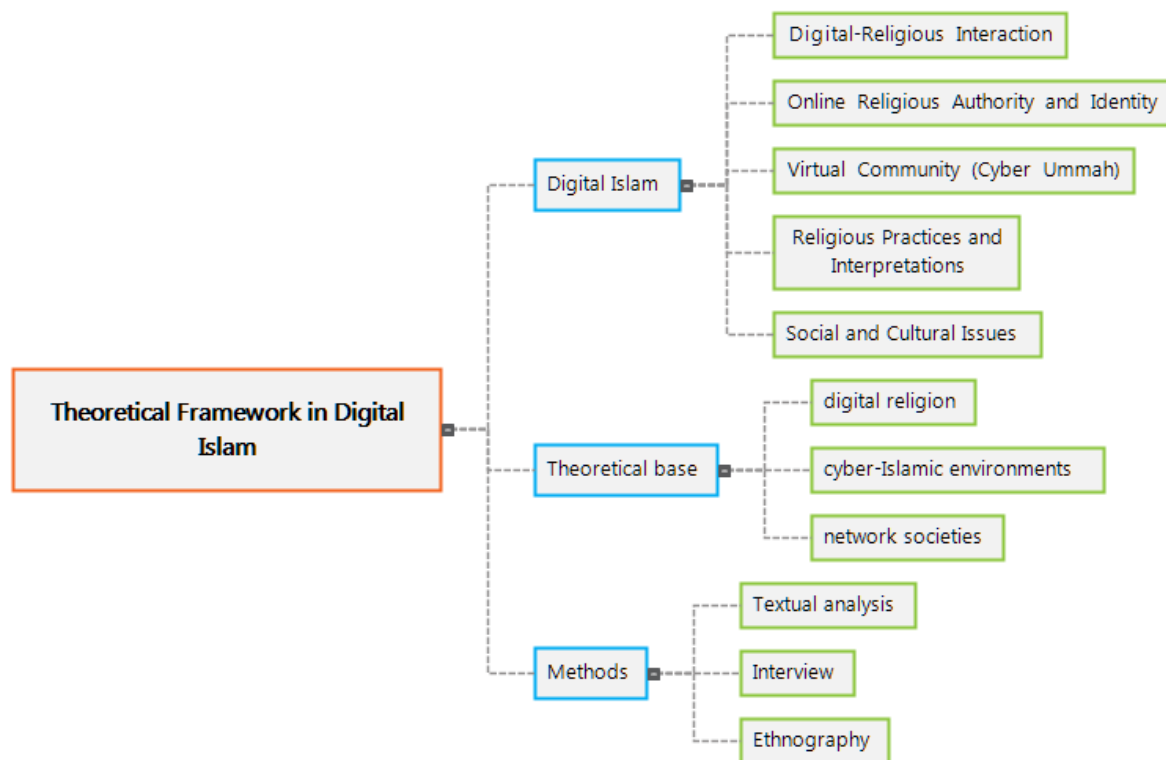 Theoretical Framework in Digital
Islam
Digital Islam
Digital-Religious Interaction
Online Religious Authority and Identity
Virtual Community (Cyber Ummah)
Religious Practices and
Interpretations
Social and Cultural Issues
Theoretical base
digital religion
cyber-Islamic environments
network societies
Methods
Textual analysis
Interview
Ethnography